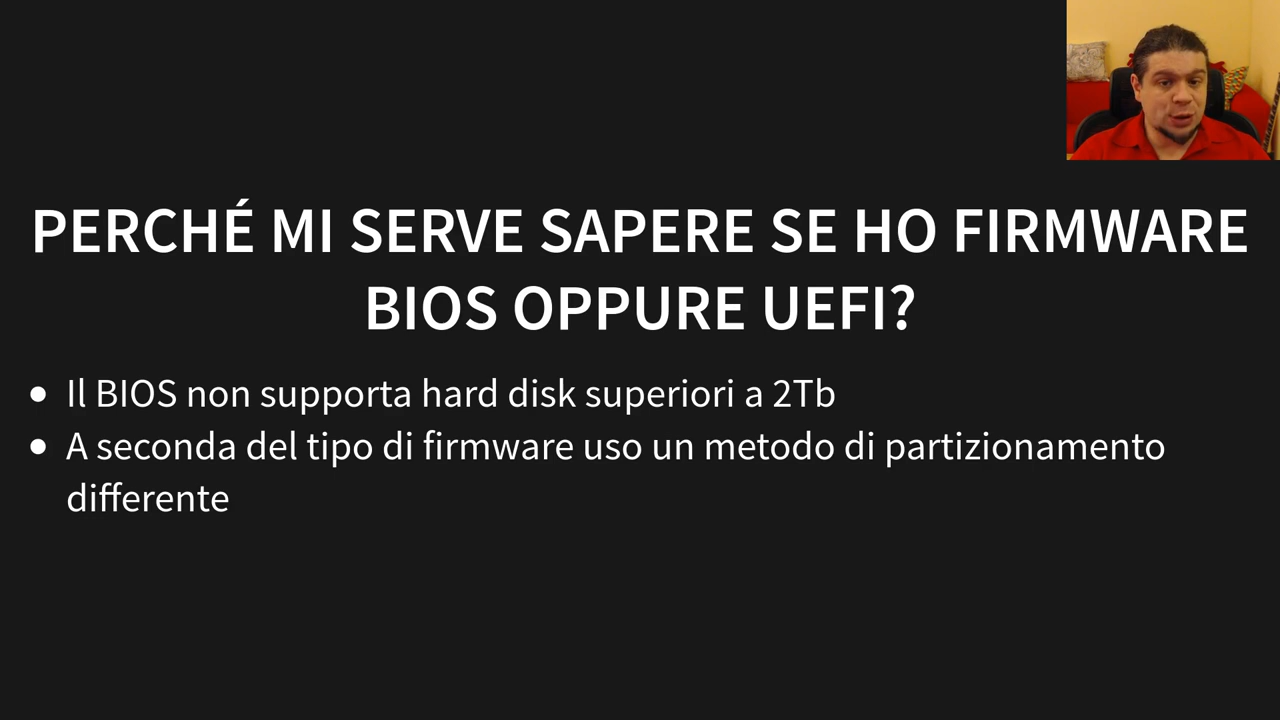 PERCHÉ MI SERVE SAPERE SE HO FIRMWARE
BIOS OPPURE UEFI?
Il BIOS non supporta hard disk superiori a 2Tb
A seconda del tipo di firmware uso un metodo di partizionamento
differente